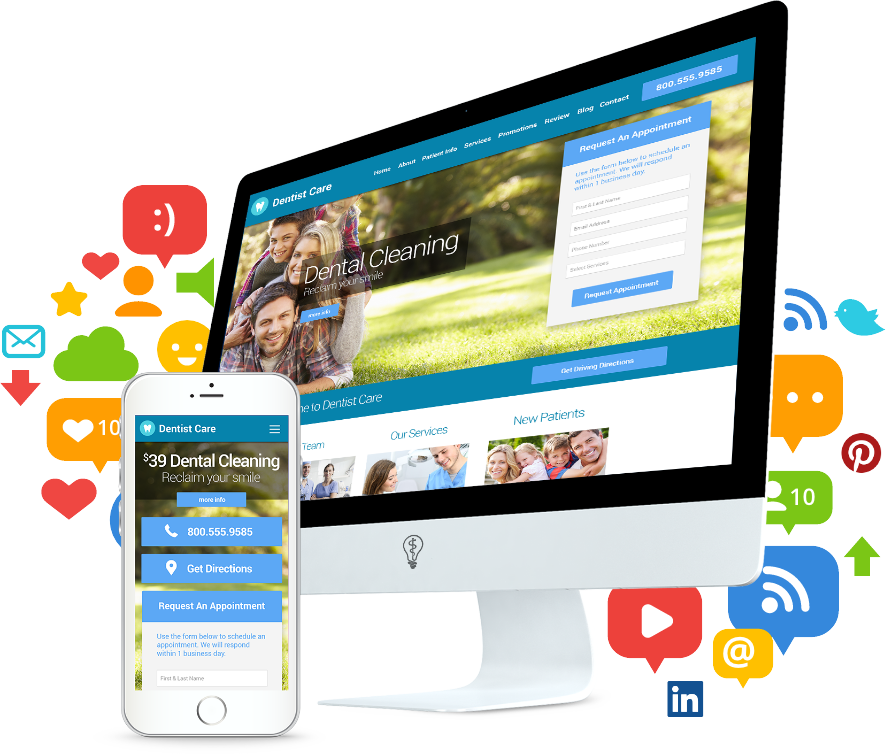 800.555.9585
Home About Patient Info Services Promotions Review Blog Contact
Dentist Care
Request An Appointment
Use the form below to schedule an
appointment. We will respond
within 1 business day.
First & Last Name
Email Address
Phone Number
Request Appointment
Dental Cleaning
Reclaim your smile
more info
Get Driving Directions
me to Dentist Care
Team
Our Services
New Patients
:)
10
Dentist Care
$39 Dental Cleaning
Reclaim your smile
more info
800.555.9585
Get Directions
Request An Appointment
Use the form below to schedule an
appointment. We will respond
within 1 business day.
First & Last Name
10
@
in